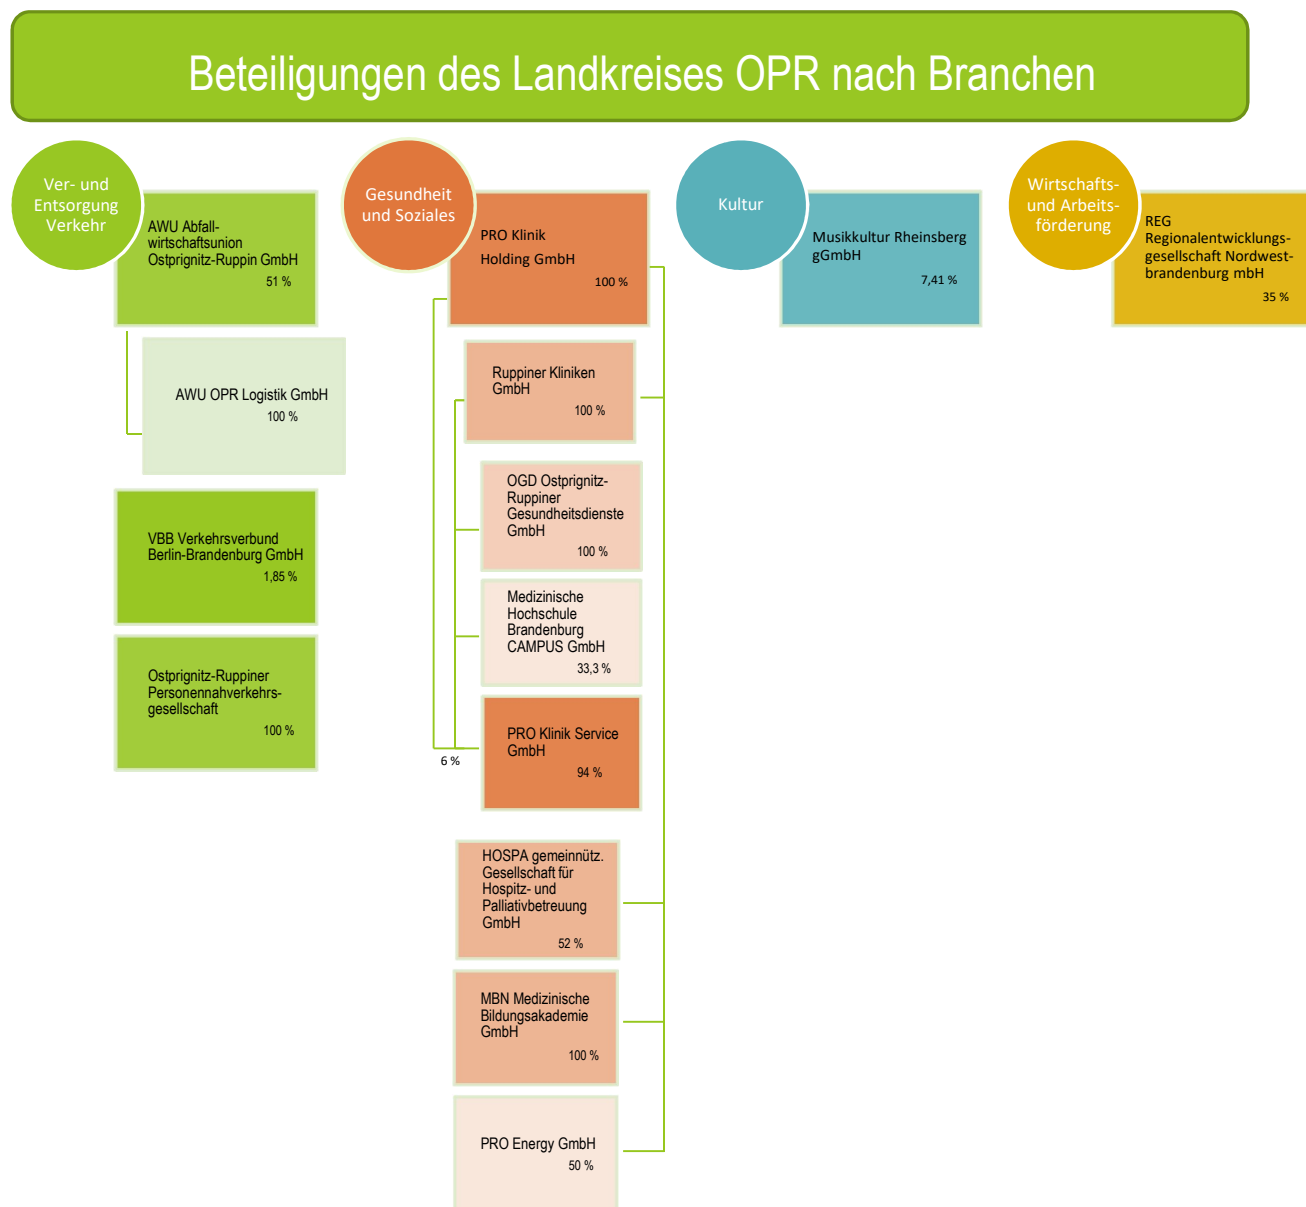 Beteiligungen des Landkreises OPR nach Branchen
Ver- und
Entsorgung
Verkehr
AWU Abfall-
wirtschaftsunion
Ostprignitz-Ruppin GmbH
51 %
AWU OPR Logistik GmbH
100 %
VBB Verkehrsverbund
Berlin-Brandenburg GmbH
1,85 %
Ostprignitz-Ruppiner
Personennahverkehrs-
gesellschaft
100 %
Gesundheit
und Soziales
PRO Klinik
Holding GmbH
100 %
Ruppiner Kliniken
GmbH
100 %
OGD Ostprignitz-
Ruppiner
Gesundheitsdienste
GmbH
100 %
Medizinische
Hochschule
Brandenburg
CAMPUS GmbH
33,3 %
PRO Klinik Service
GmbH
94 %
6 %
HOSPA gemeinnütz.
Gesellschaft für
Hospitz- und
Palliativbetreuung
GmbH
52 %
MBN Medizinische
Bildungsakademie
GmbH
100 %
PRO Energy GmbH
50 %
Kultur
Musikkultur Rheinsberg
gGmbH
7,41 %
Wirtschafts-
und Arbeits-
förderung
REG
Regionalentwicklungs-
gesellschaft Nordwest-
brandenburg mbH
35 %